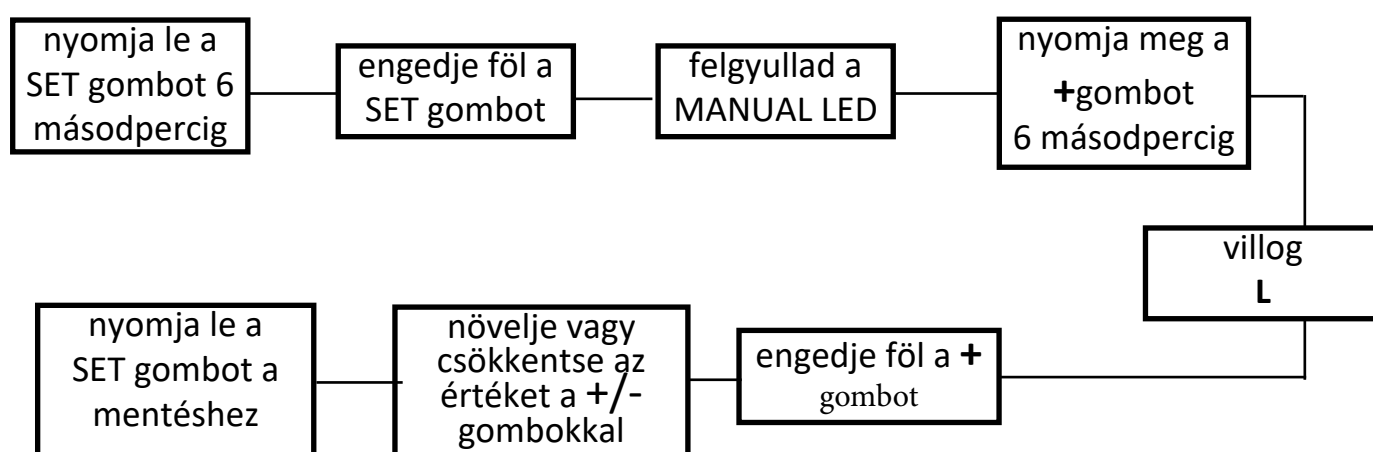 nyomja le a
SET gombot 6
másodpercig
engedje föl a
SET gombot
felgyullad a
MANUAL LED
nyomja meg a
+gombot
6 másodpercig
villog
L
engedje föl a +
gombot
növelje vagy
csökkentse az
értéket a +/-
gombokkal
nyomja le a
SET gombot a
mentéshez